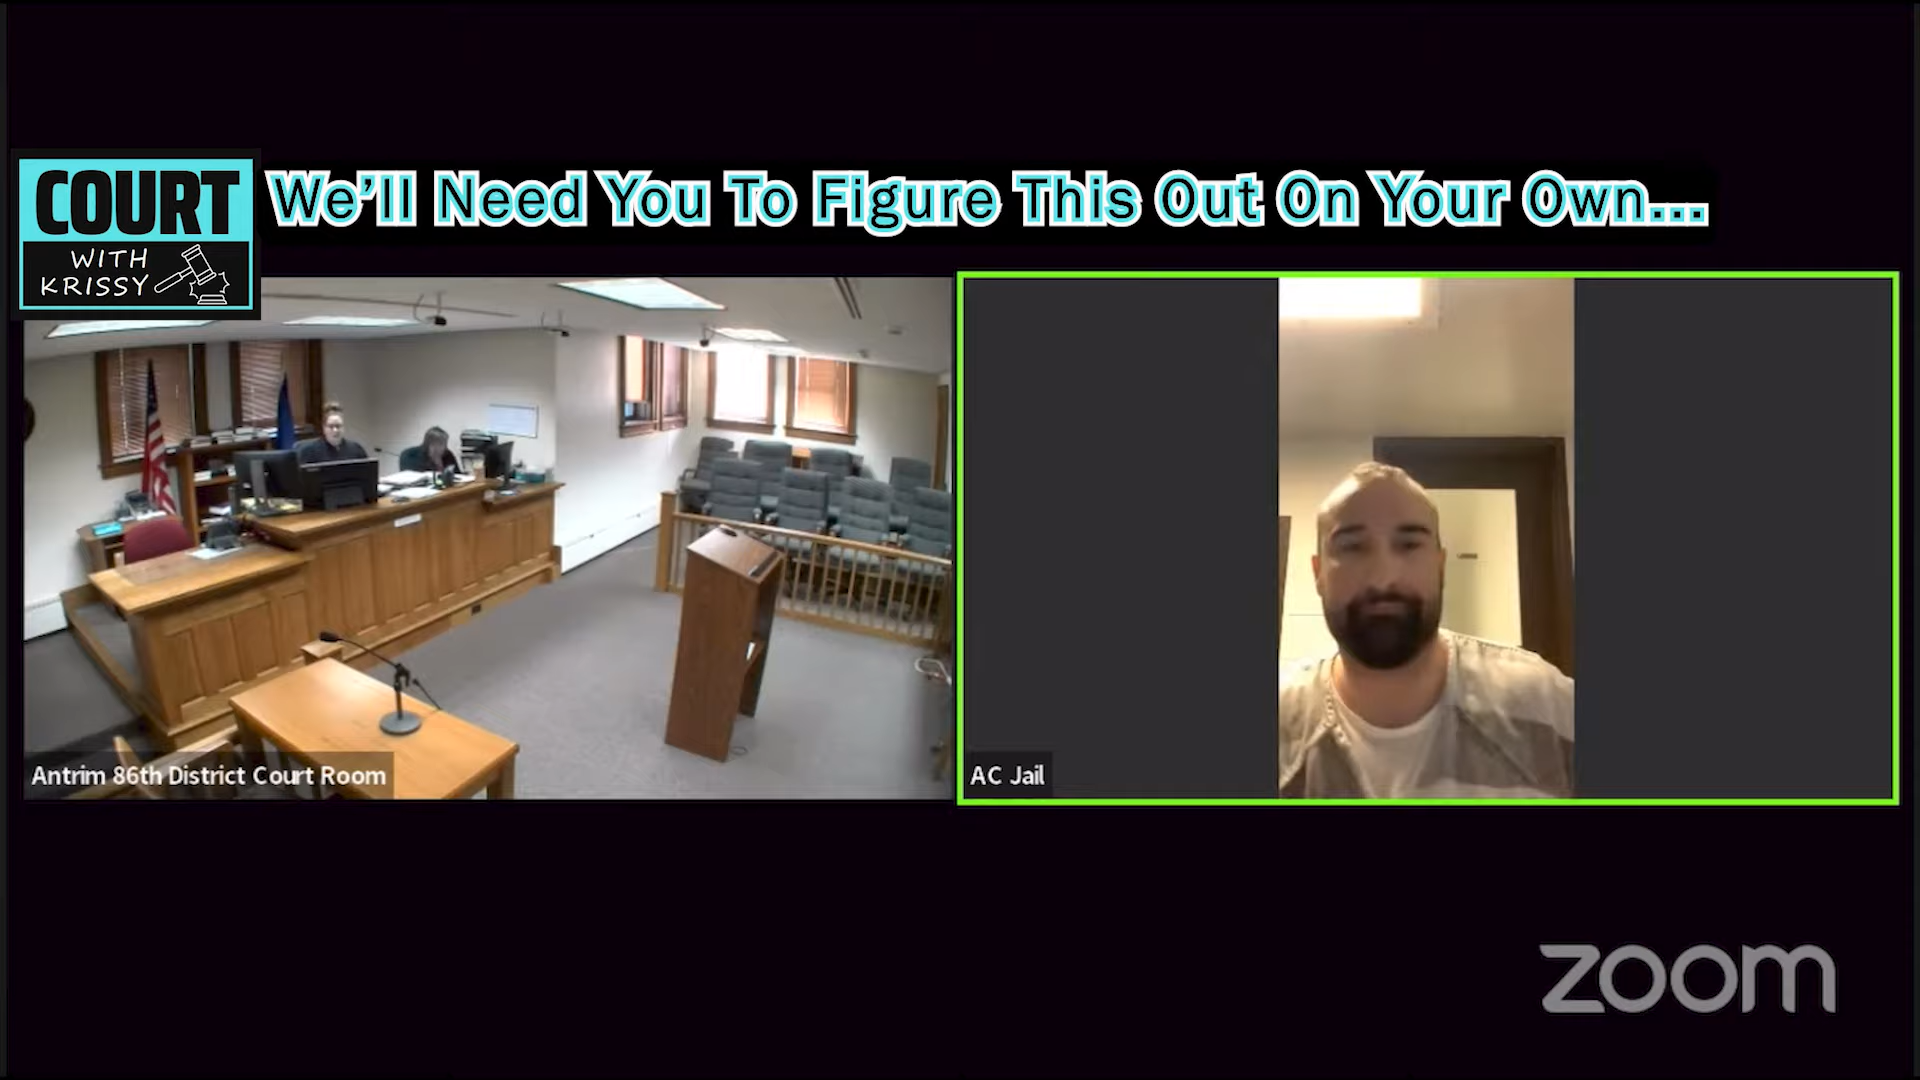 COURT
WITH
KRISSY
We'll Need You To Figure This Out On Your Own...
Antrim 86th District Court Room
AC Jail
zoom